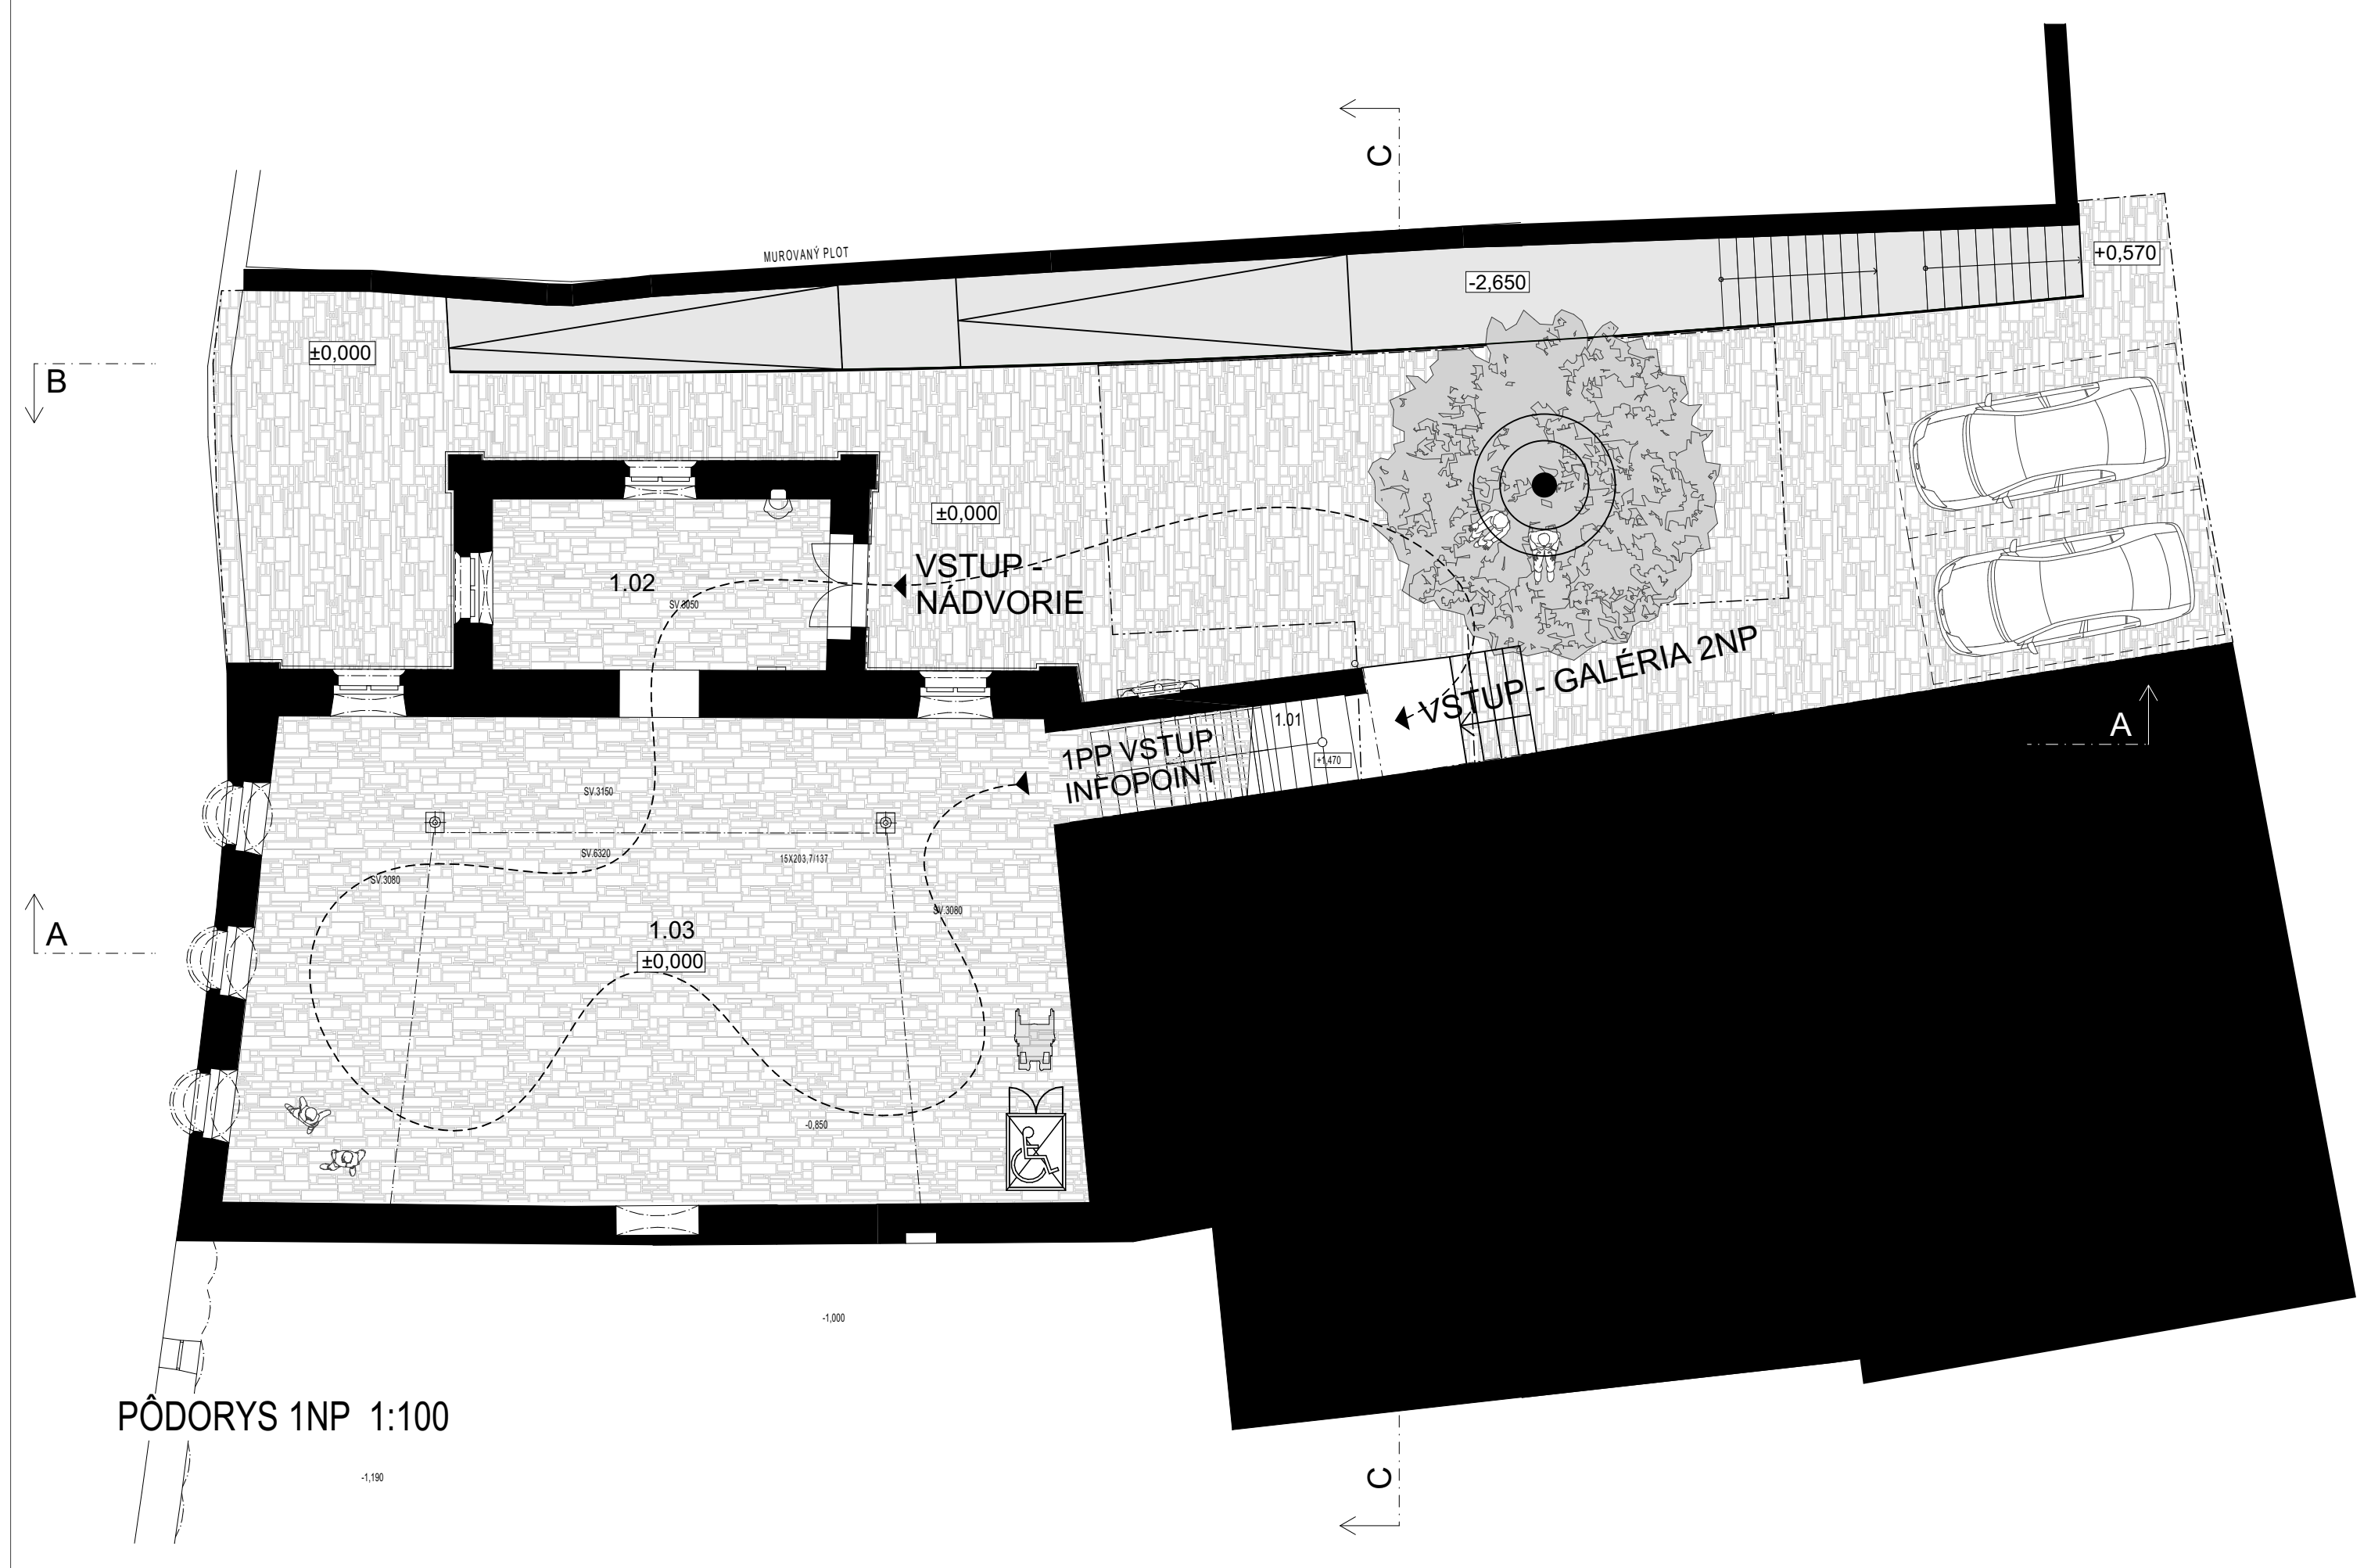 C
MUROVANÝ PLOT
+0,570
-2,650
±0,000
B
±0,000
VSTUP -
NÁDVORIE
1.02
SV.3050
VSTUP - GALÉRIA 2NP
1.01
A
1PP VSTUP
INFOPOINT
+1,470
SV.3150
SV.6320
15X203,7/137
SV.3080
SV.3080
1.03
A
±0,000
-0,850
-1,000
PÔDORYS 1NP 1:100
-1,190
C